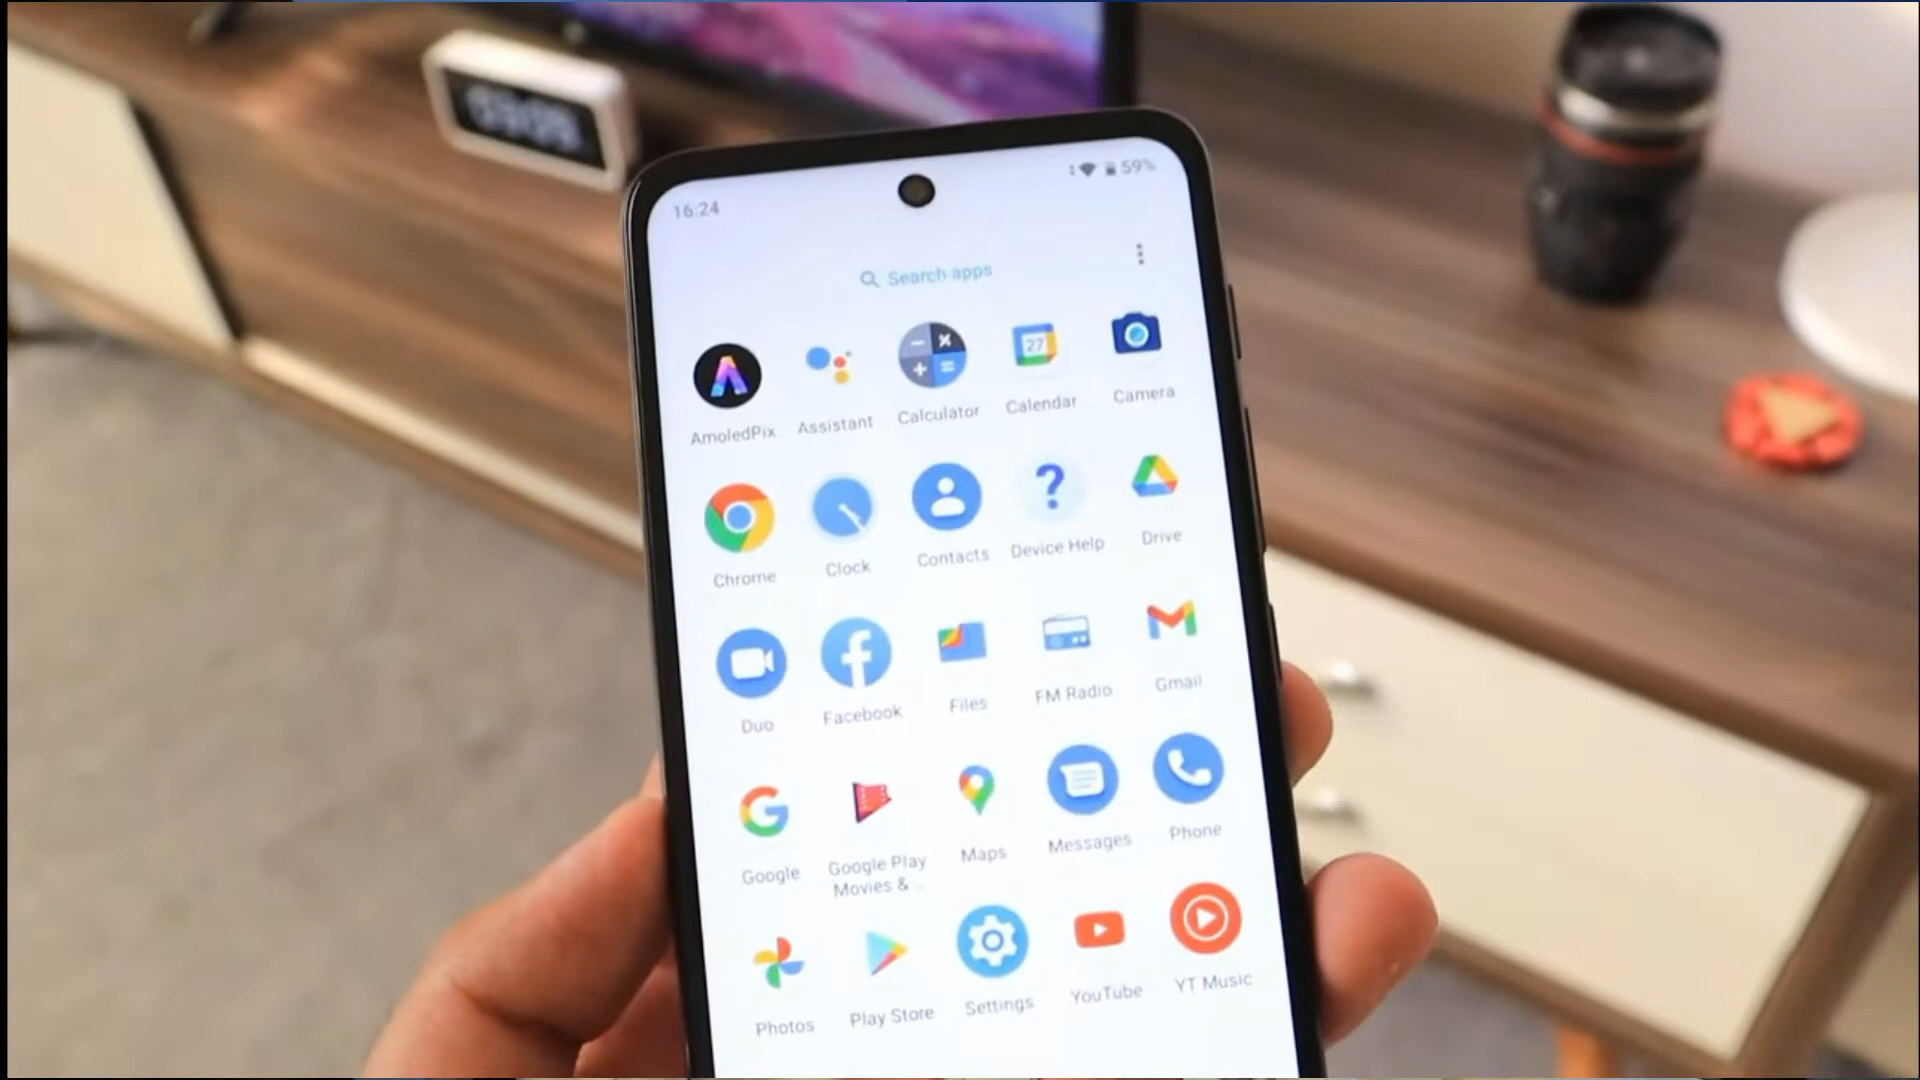 16:24
59%
Search apps
27
AmoledPix Assistant Calculator Calendar Camera
Chrome Clock Contacts Device Help Drive
Duo Facebook Files FM Radio Gmail
Google Google Play Maps Messages Phone
Movies & ...
Photos Play Store Settings YouTube YT Music